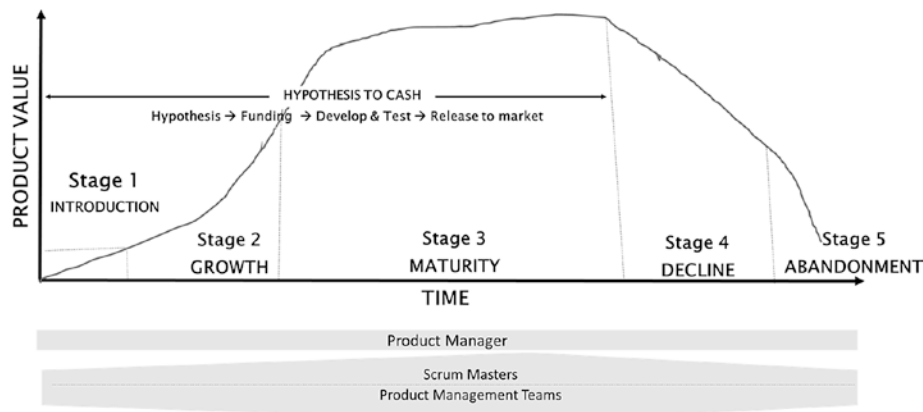 PRODUCT VALUE
HYPOTHESIS TO CASH
Hypothesis → Funding → Develop & Test → Release to market
Stage 1
INTRODUCTION
Stage 2
GROWTH
Stage 3
MATURITY
Stage 4
DECLINE
Stage 5
ABANDONMENT
TIME
Product Manager
Scrum Masters
Product Management Teams